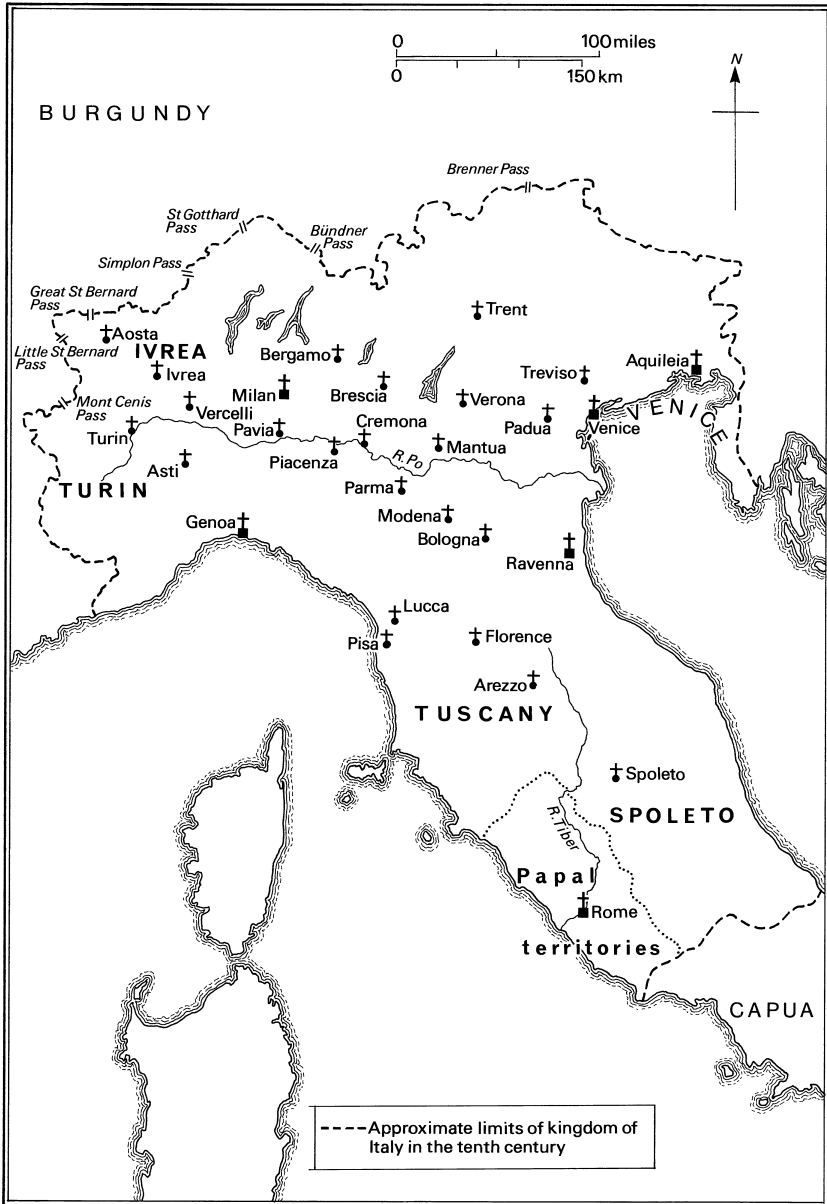 0 100 miles
0 150 km
N
BURGUNDY
Brenner Pass
St Gotthard
Pass
Bündner
Pass
Simplon Pass
Great St Bernard
Pass
Trent
Aosta
IVREA
Bergamo
Little St Bernard
Pass
Ivrea
Milan
Brescia
Treviso
Aquileia
Verona
Mont Cenis
Pass
Vercelli
Padua
Venice
VENICE
Turin
Pavia
Cremona
Piacenza
R. Po
Mantua
Asti
TURIN
Parma
Genoa
Modena
Bologna
Ravenna
Lucca
Pisa
Florence
Arezzo
TUSCANY
Spoleto
SPOLETO
R. Tiber
Papal
Rome
territories
CAPUA
Approximate limits of kingdom of
Italy in the tenth century